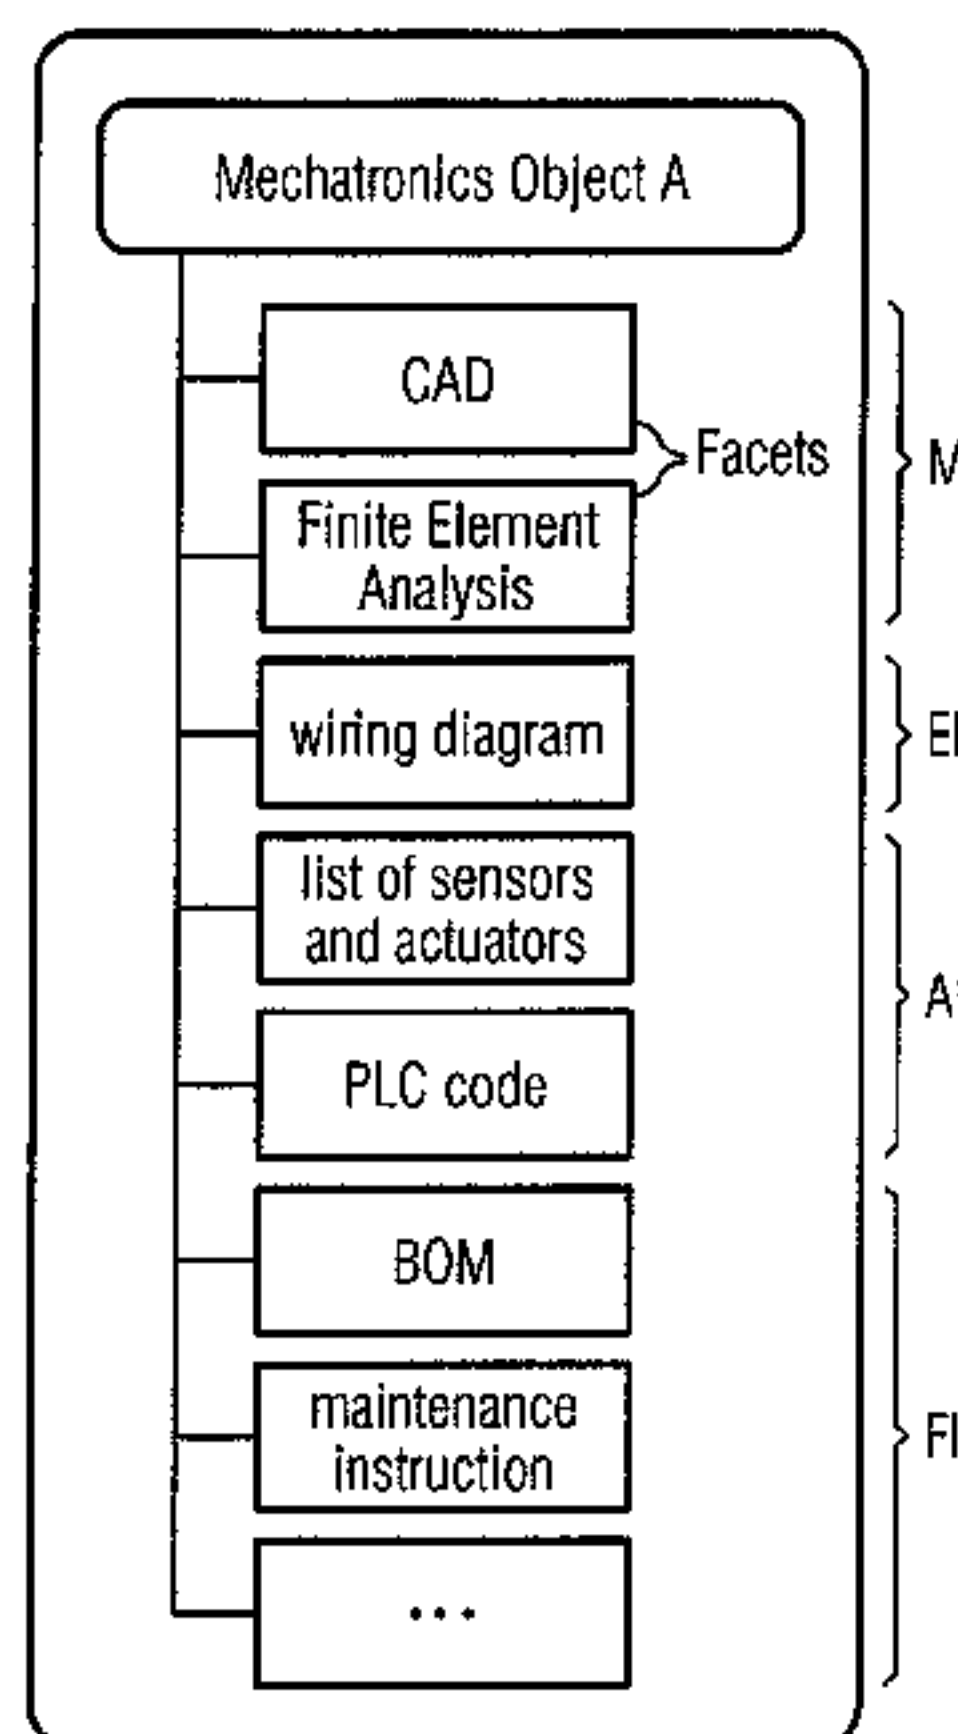 Mechatronics Object A
CAD
Facets
Finite Element
Analysis
wiring diagram
list of sensors
and actuators
PLC code
BOM
maintenance
instruction
...